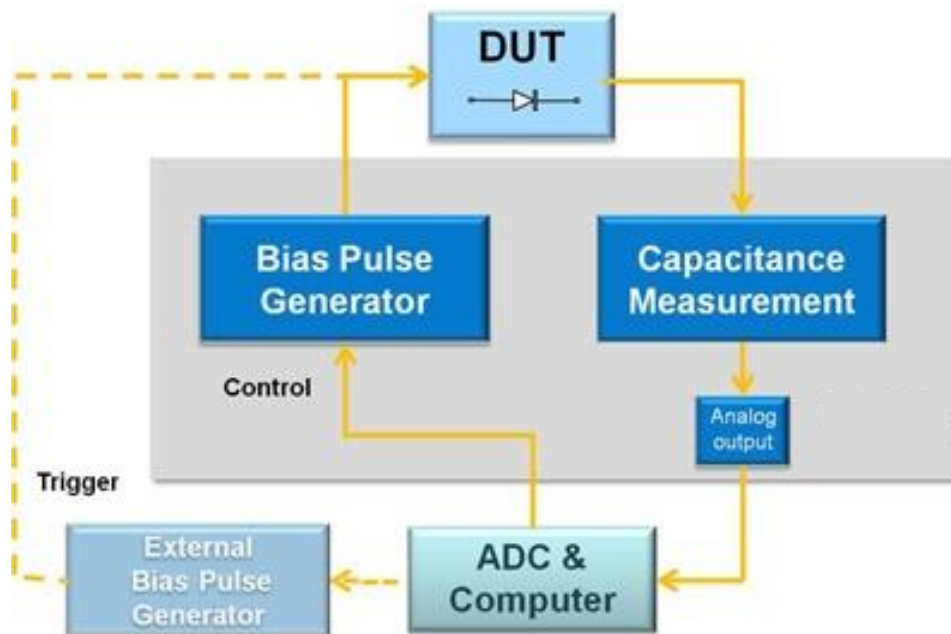 DUT
Bias Pulse
Generator
Capacitance
Measurement
Control
Analog
output
Trigger
External
Bias Pulse
Generator
ADC &
Computer